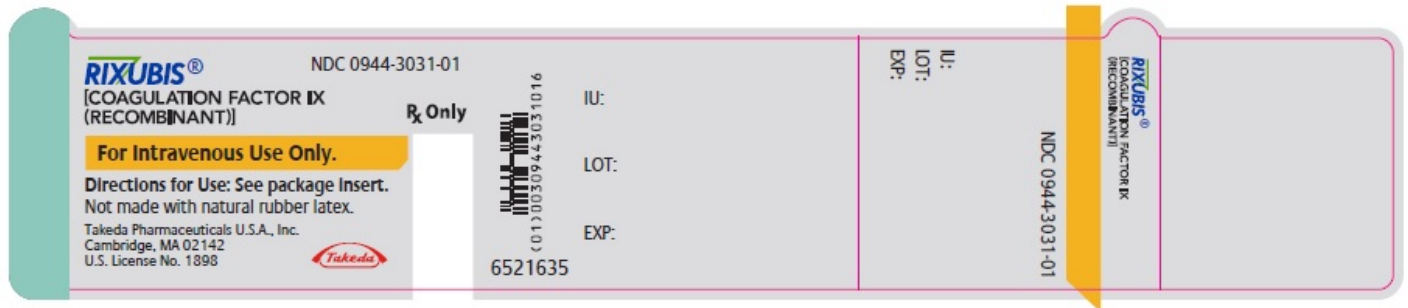 RIXUBIS®
NDC 0944-3031-01
[COAGULATION FACTOR IX
(RECOMBINANT)]
Rx Only
For Intravenous Use Only.
Directions for Use: See package insert.
Not made with natural rubber latex.
Takeda Pharmaceuticals U.S.A., Inc.
Cambridge, MA 02142
U.S. License No. 1898
Takeda
(01)00309443031016
6521635
IU:
LOT:
EXP:
IU:
LOT:
EXP:
NDC 0944-3031-01
RIXUBIS®
[COAGULATION FACTOR IX
(RECOMBINANT)]